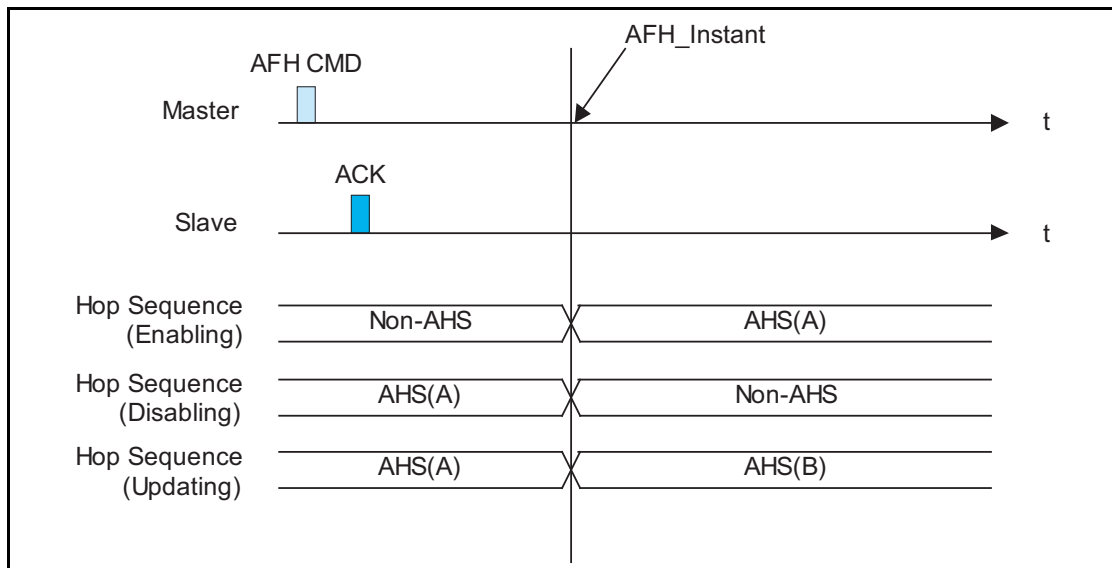 AFH_Instant
AFH CMD
Master
t
ACK
Slave
t
Hop Sequence
(Enabling)
Non-AHS
AHS(A)
Hop Sequence
(Disabling)
AHS(A)
Non-AHS
Hop Sequence
(Updating)
AHS(A)
AHS(B)